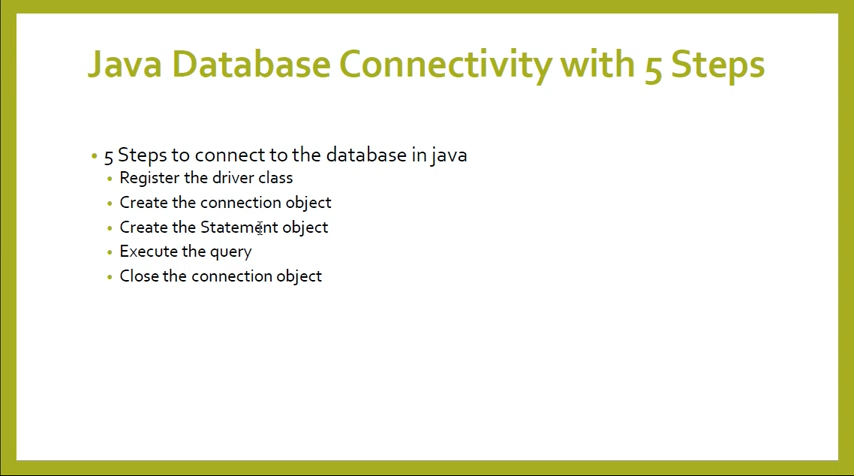 Java Database Connectivity with 5 Steps
• 5 Steps to connect to the database in java
• Register the driver class
• Create the connection object
• Create the Statement object
• Execute the query
• Close the connection object